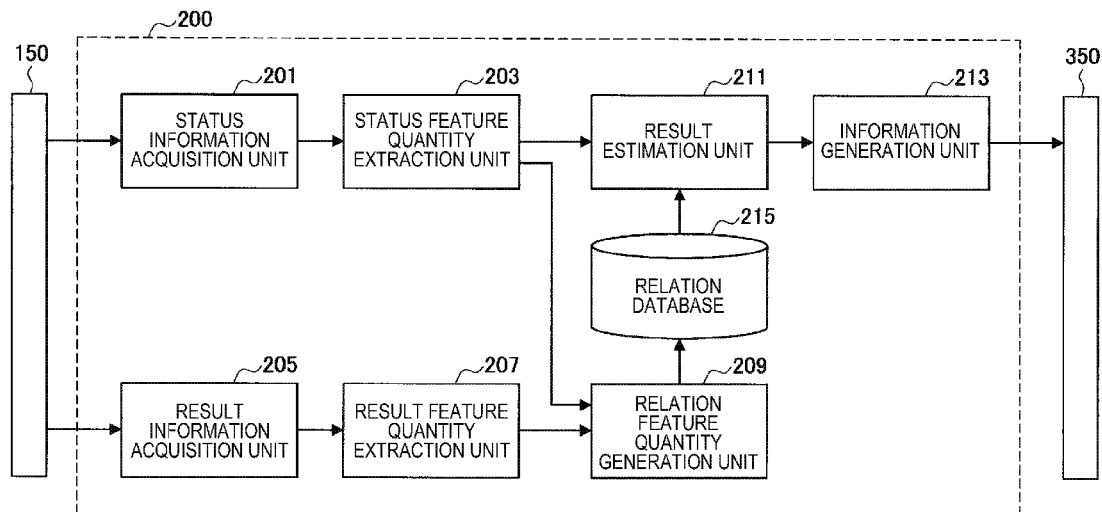 200
150
201
203
211
213
350
STATUS
INFORMATION
ACQUISITION UNIT
STATUS FEATURE
QUANTITY
EXTRACTION UNIT
RESULT
ESTIMATION UNIT
INFORMATION
GENERATION UNIT
215
RELATION
DATABASE
205
207
209
RESULT
INFORMATION
ACQUISITION UNIT
RESULT FEATURE
QUANTITY
EXTRACTION UNIT
RELATION
FEATURE
QUANTITY
GENERATION UNIT